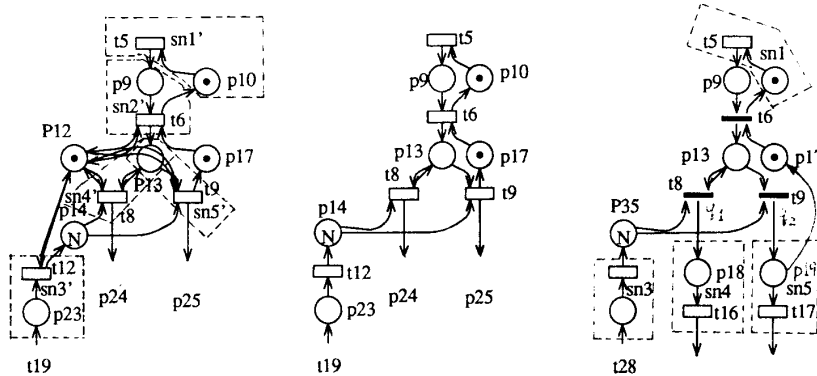 t5 sn1'
p9
p10
sn2'
t6
P12
p17
P13
sn4'
t9
p14
t8
sn5'
N
t12
sn3'
p24
p25
p23
t19
t5
p9
p10
t6
p13
p17
t8
t9
p14
N
t12
p24
p25
p23
t19
t5
sn1
p9
t6
p13
p17
t8
t9
P35
N
p18
p19
sn3
sn4
sn5
t16
t17
t28